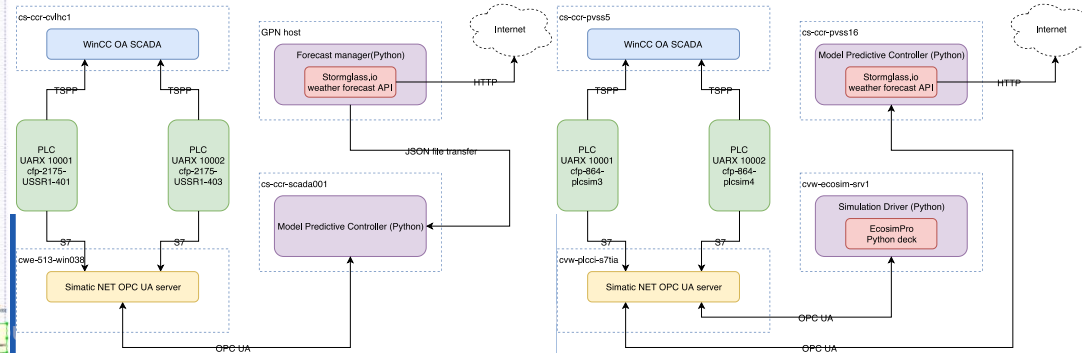 cs-ccr-cvlhc1
WinCC OA SCADA
TSPP
TSPP
PLC
UARX 10001
cfp-2175-
USSR1-401
PLC
UARX 10002
cfp-2175-
USSR1-403
S7
S7
cwe-513-win038
Simatic NET OPC UA server
OPC UA
GPN host
Forecast manager(Python)
Stormglass,io
weather forecast API
HTTP
Internet
JSON file transfer
cs-ccr-scada001
Model Predictive Controller (Python)
cs-ccr-pvss5
WinCC OA SCADA
TSPP
TSPP
PLC
UARX 10001
cfp-864-
plcsim3
PLC
UARX 10002
cfp-864-
plcsim4
S7
S7
cvw-plcci-s7tia
Simatic NET OPC UA server
OPC UA
OPC UA
cs-ccr-pvss16
Model Predictive Controller (Python)
Stormglass,io
weather forecast API
HTTP
Internet
cvw-ecosim-srv1
Simulation Driver (Python)
EcosimPro
Python deck